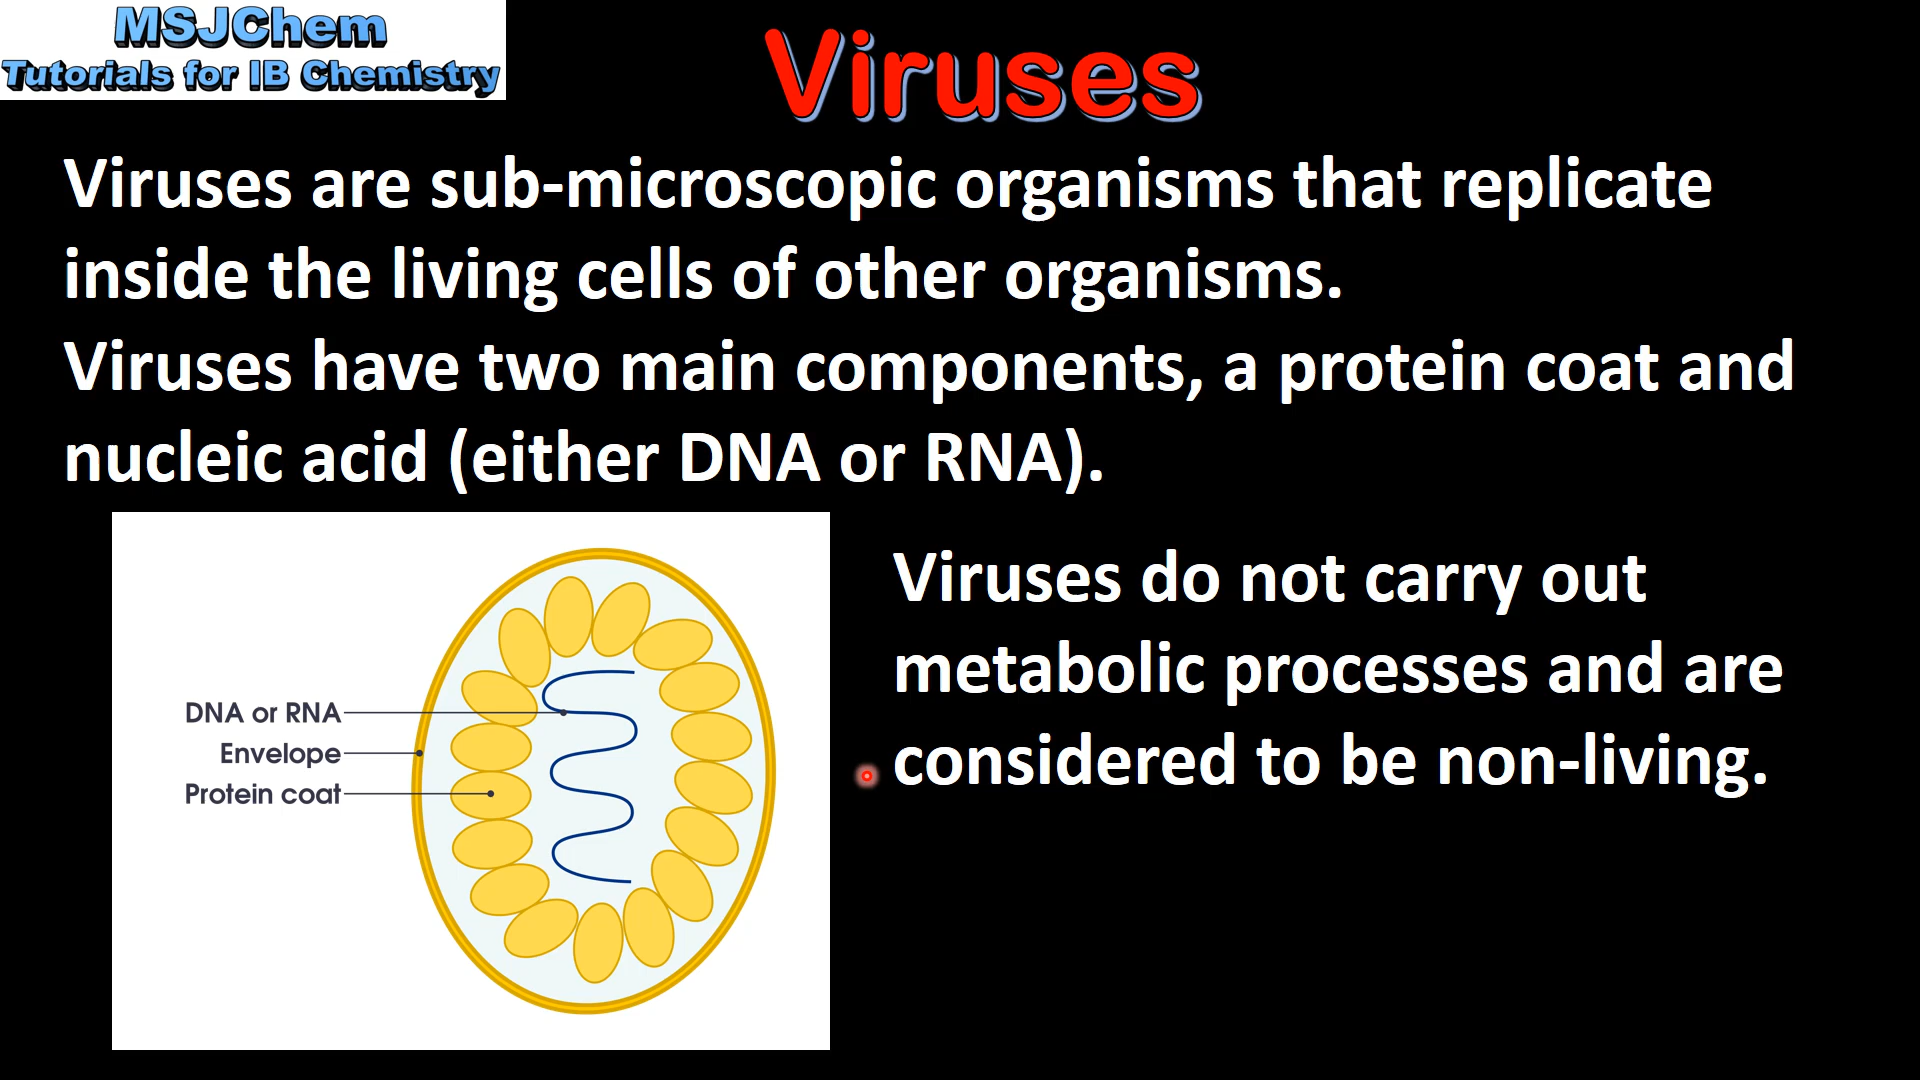 MSJChem
Tutorials for IB Chemistry
Viruses
Viruses are sub-microscopic organisms that replicate
inside the living cells of other organisms.
Viruses have two main components, a protein coat and
nucleic acid (either DNA or RNA).
DNA or RNA
Envelope
Protein coat
Viruses do not carry out
metabolic processes and are
considered to be non-living.